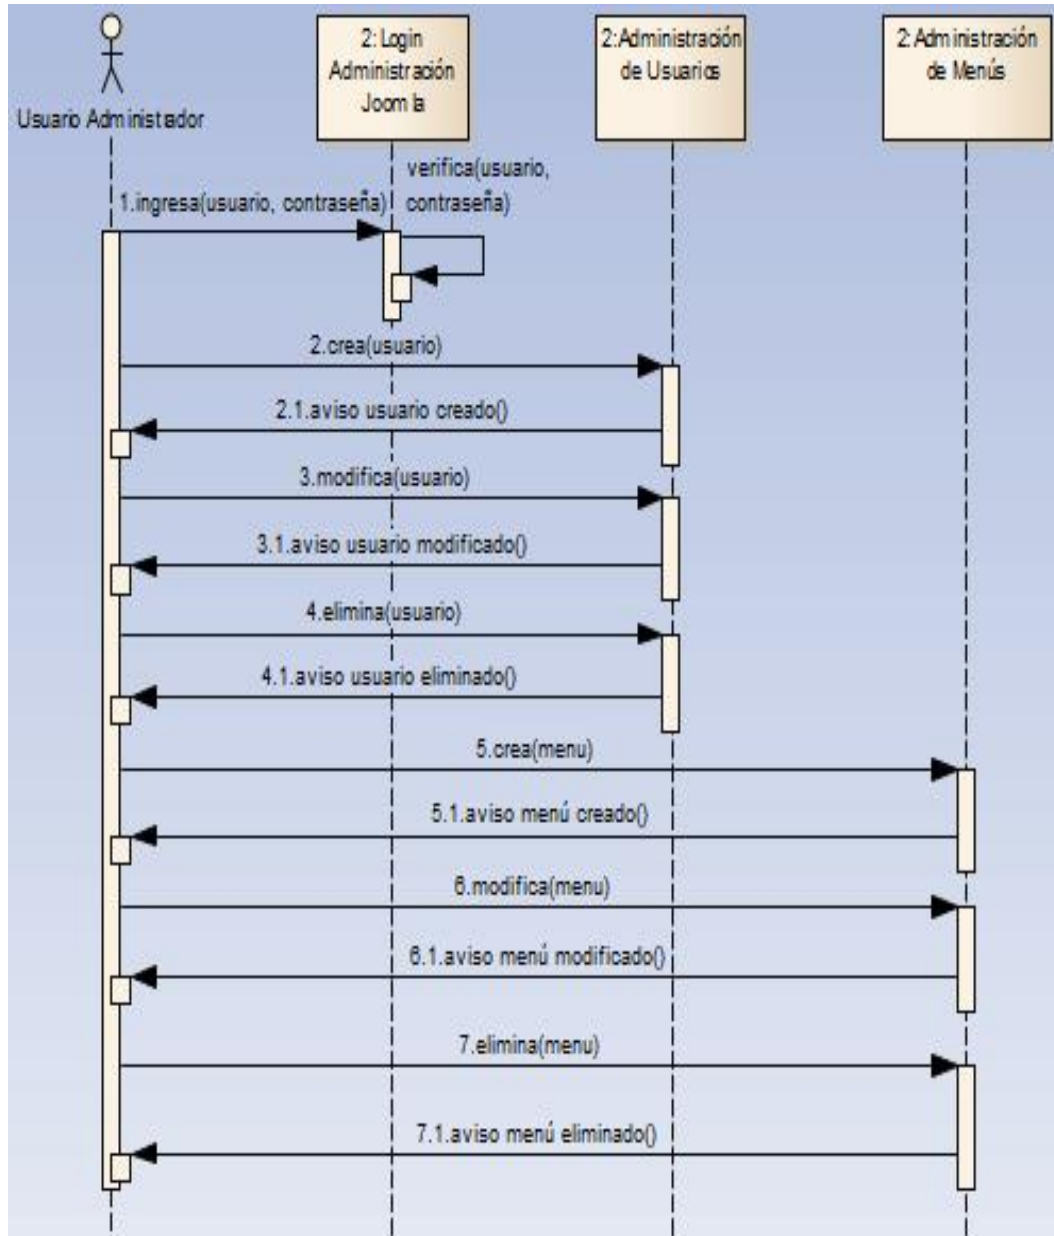 Usuario Administrador
2: Login
Administración
Joomla
2:Administración
de Usuarios
2:Administración
de Menús
verifica(usuario,
contraseña)
1.ingresa(usuario, contraseña)
2.crea(usuario)
2.1.aviso usuario creado()
3.modifica(usuario)
3.1.aviso usuario modificado()
4.elimina(usuario)
4.1.aviso usuario eliminado()
5.crea(menu)
5.1.aviso menú creado()
6.modifica(menu)
6.1.aviso menú modificado()
7.elimina(menu)
7.1.aviso menú eliminado()